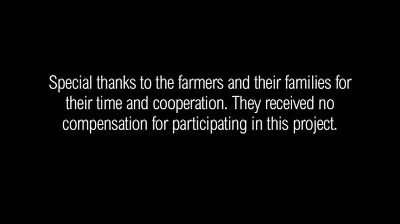 Special thanks to the farmers and their families for
their time and cooperation. They received no
compensation for participating in this project.